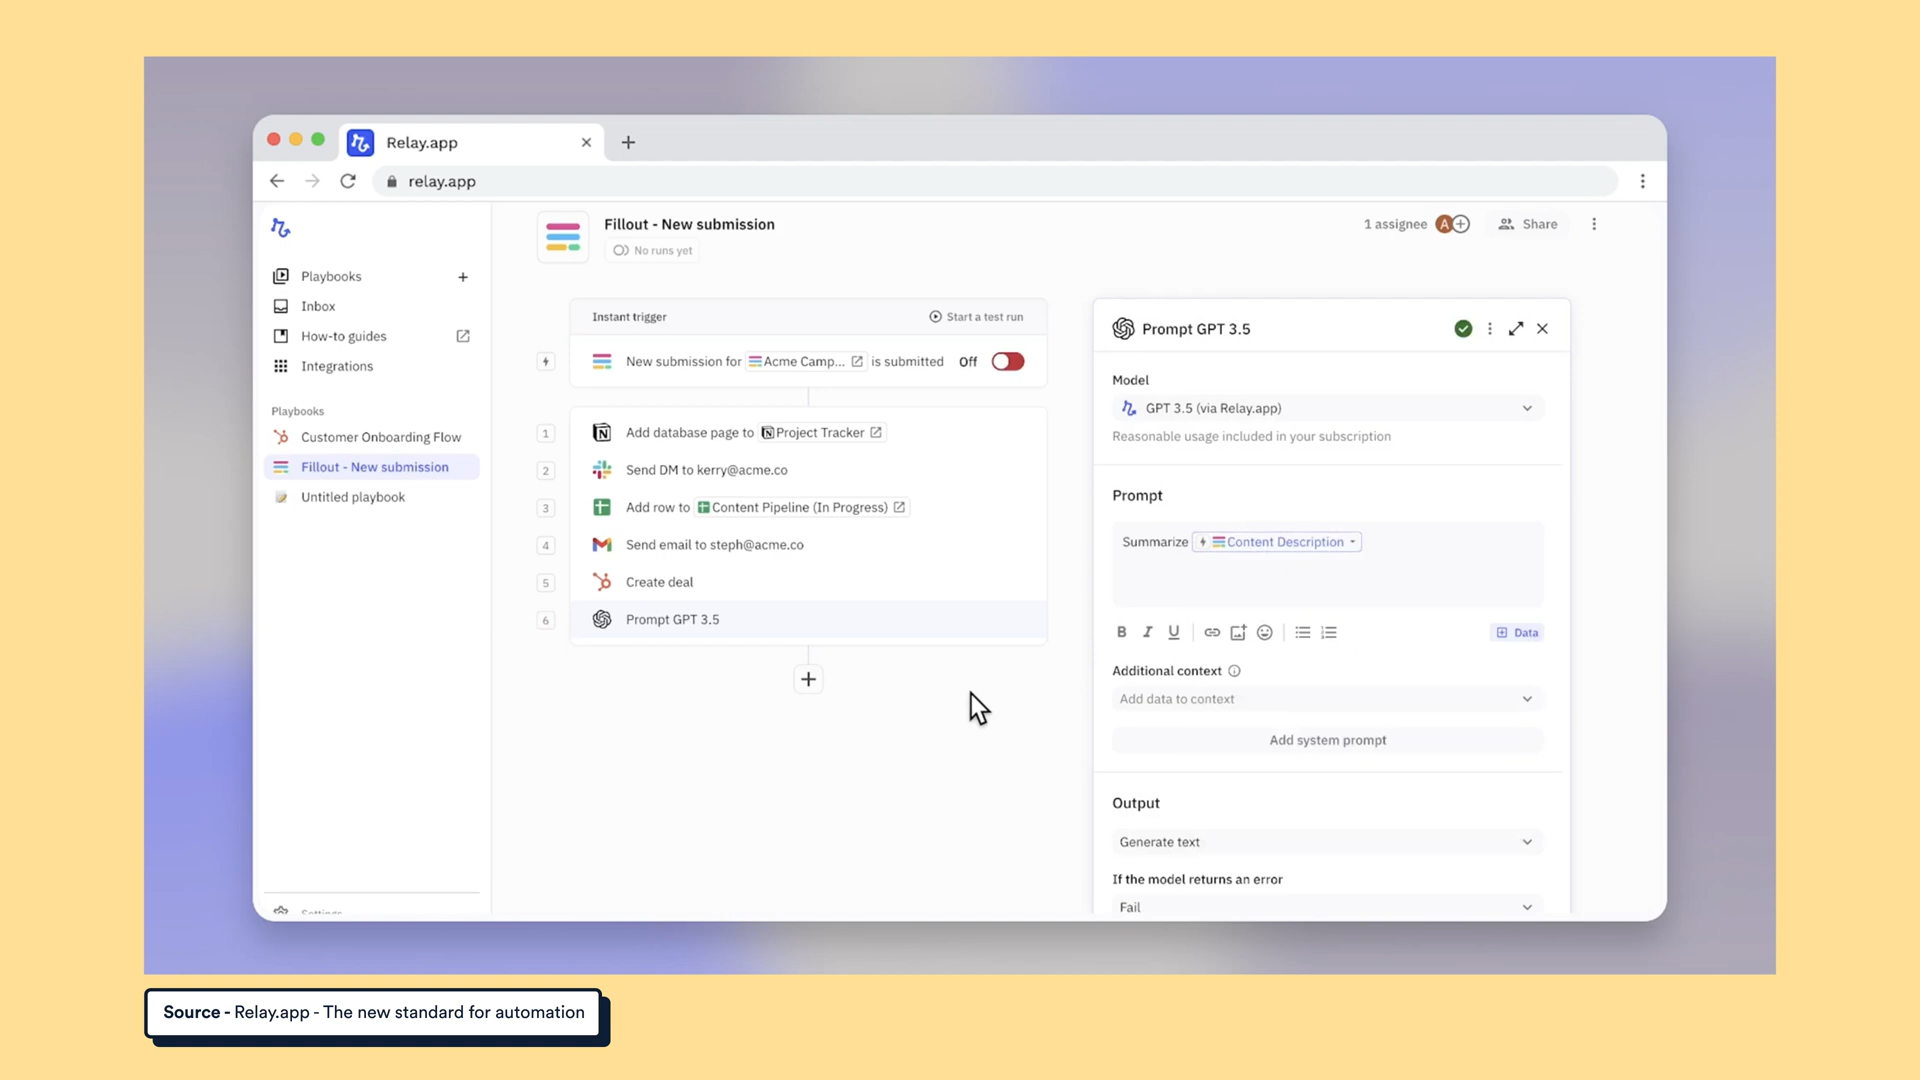 Relay.app
relay.app
Fillout - New submission
No runs yet
1 assignee A
Share
Playbooks
Inbox
How-to guides
Integrations
Playbooks
Customer Onboarding Flow
Fillout - New submission
Untitled playbook
Settings
Instant trigger
Start a test run
New submission for Acme Camp... is submitted Off
1 Add database page to Project Tracker
2 Send DM to kerry@acme.co
3 Add row to Content Pipeline (In Progress)
4 Send email to steph@acme.co
5 Create deal
6 Prompt GPT 3.5
Prompt GPT 3.5
Model
GPT 3.5 (via Relay.app)
Reasonable usage included in your subscription
Prompt
Summarize Content Description
B I U Data
Additional context
Add data to context
Add system prompt
Output
Generate text
If the model returns an error
Fail
Source - Relay.app - The new standard for automation